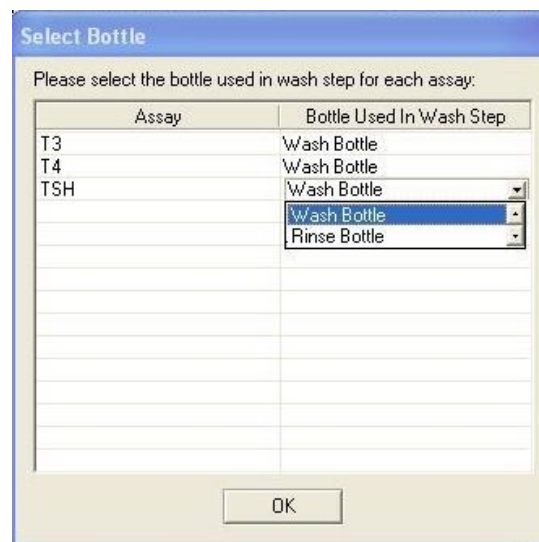 Select Bottle
Please select the bottle used in wash step for each assay:
Assay Bottle Used In Wash Step
T3 Wash Bottle
T4 Wash Bottle
TSH Wash Bottle
Wash Bottle
Rinse Bottle
OK